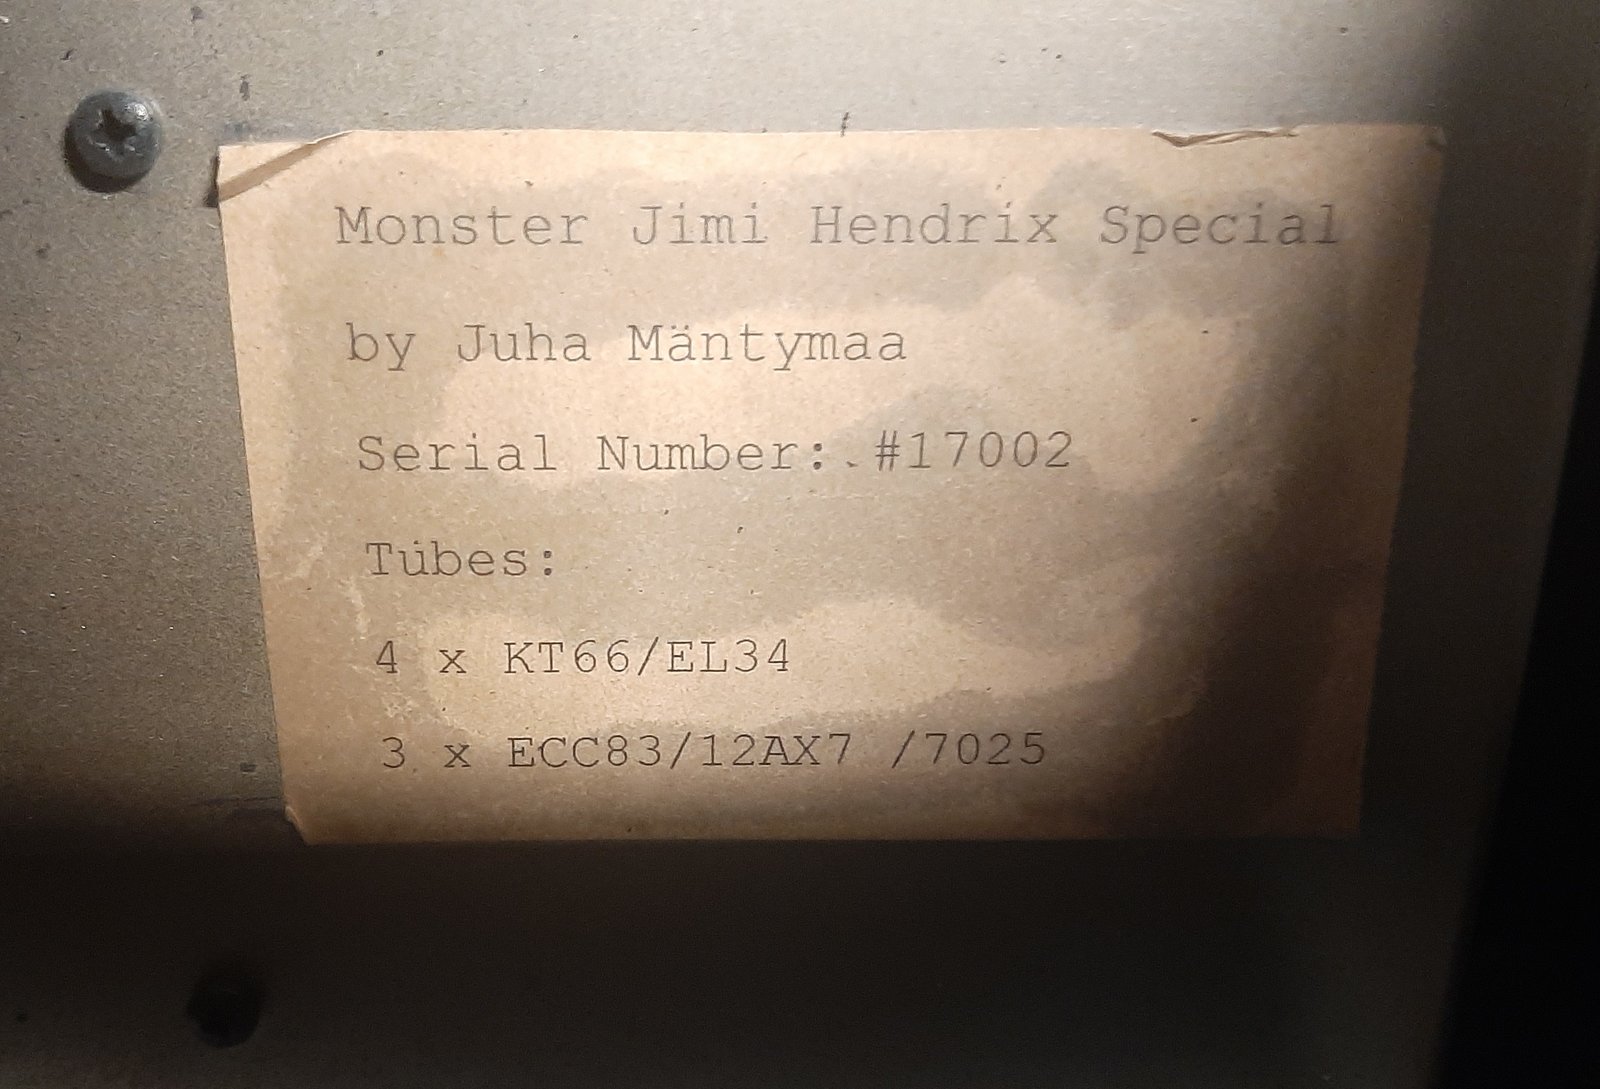 Monster Jimi Hendrix Special
by Juha Mäntymaa
Serial Number: #17002
Tubes:
4 x KT66/EL34
3 x ECC83/12AX7 /7025